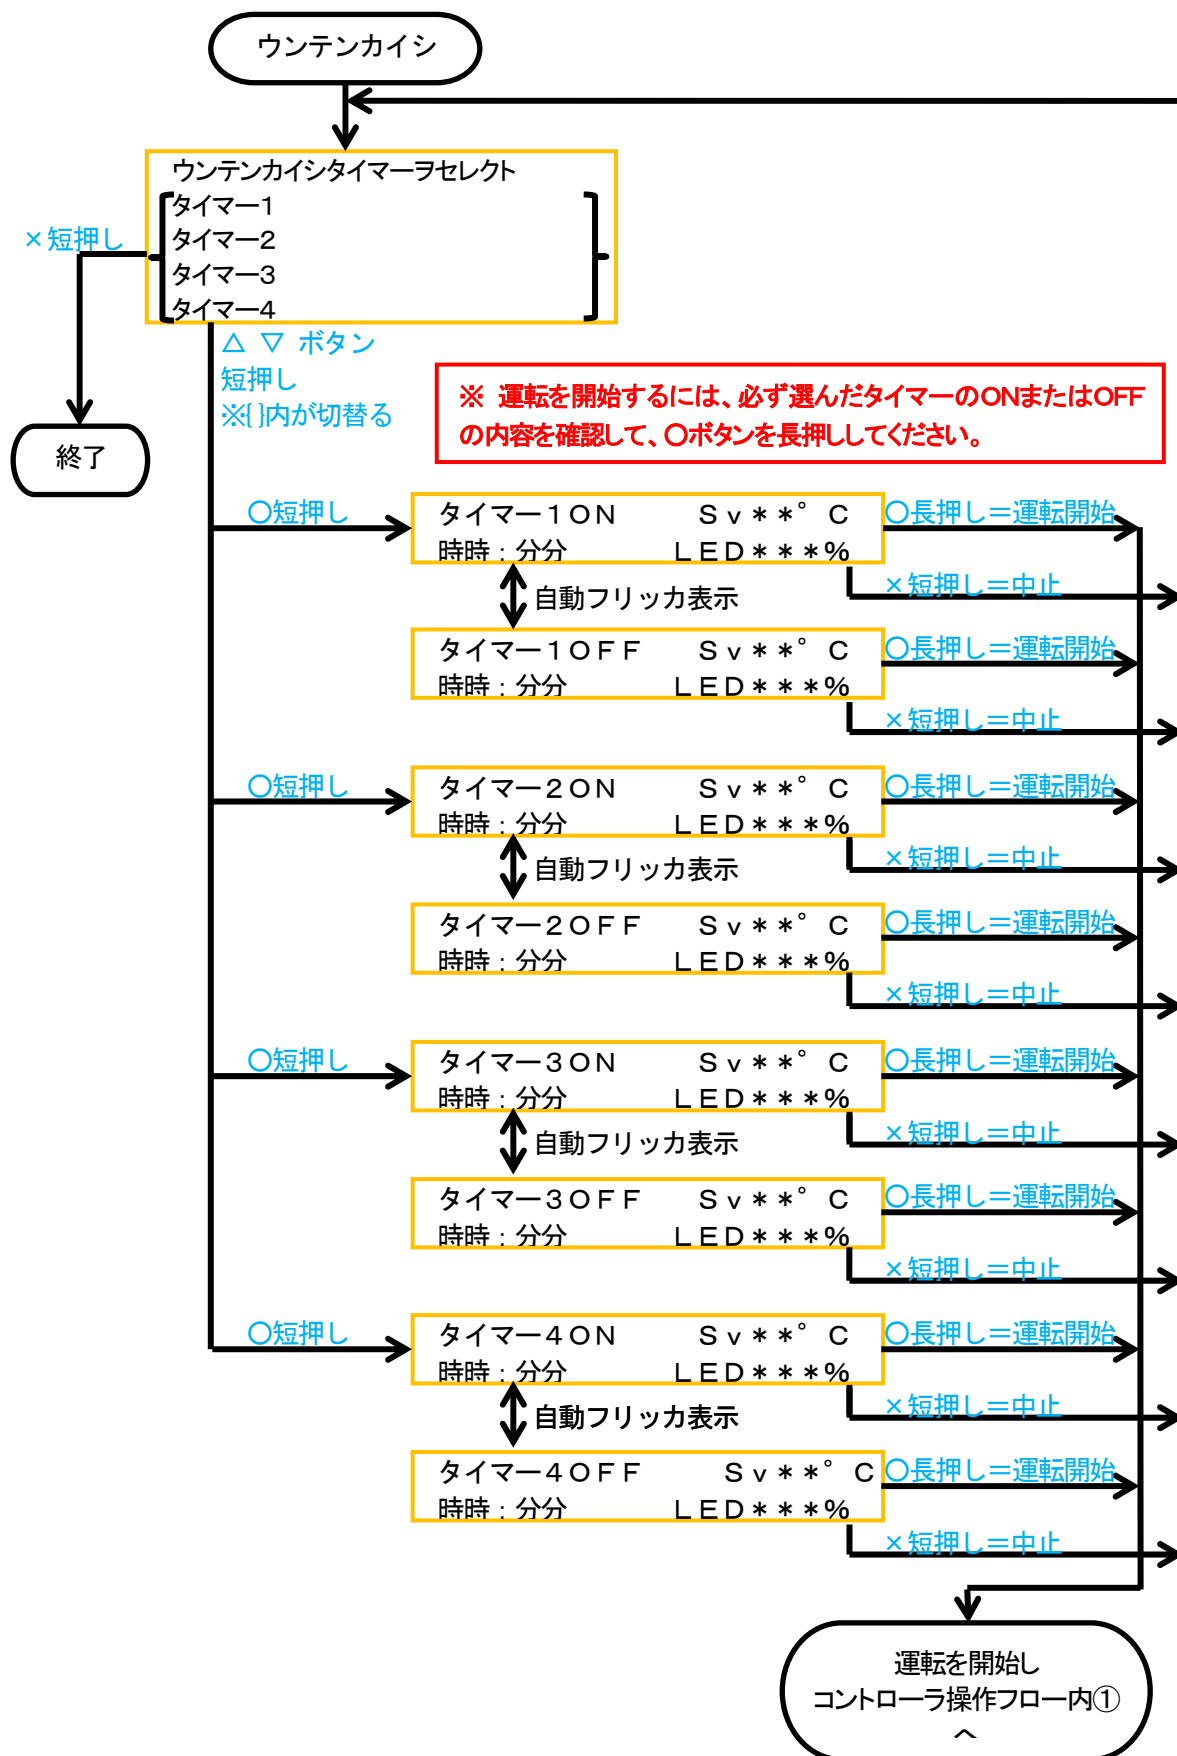 ウンテンカイシ
ウンテンカイシタイマーヲセレクト
タイマー1
タイマー2
タイマー3
タイマー4
×短押し
△ ▽ ボタン
短押し
※{ }内が切替る
終了
※ 運転を開始するには、必ず選んだタイマーのONまたはOFF
の内容を確認して、〇ボタンを長押ししてください。
〇短押し
タイマー1ON Sv**°C
時時：分分 LED***%
〇長押し＝運転開始
×短押し＝中止
自動フリッカ表示
タイマー1OFF Sv**°C
時時：分分 LED***%
〇長押し＝運転開始
×短押し＝中止
〇短押し
タイマー2ON Sv**°C
時時：分分 LED***%
〇長押し＝運転開始
×短押し＝中止
自動フリッカ表示
タイマー2OFF Sv**°C
時時：分分 LED***%
〇長押し＝運転開始
×短押し＝中止
〇短押し
タイマー3ON Sv**°C
時時：分分 LED***%
〇長押し＝運転開始
×短押し＝中止
自動フリッカ表示
タイマー3OFF Sv**°C
時時：分分 LED***%
〇長押し＝運転開始
×短押し＝中止
〇短押し
タイマー4ON Sv**°C
時時：分分 LED***%
〇長押し＝運転開始
×短押し＝中止
自動フリッカ表示
タイマー4OFF Sv**°C
時時：分分 LED***%
〇長押し＝運転開始
×短押し＝中止
運転を開始し
コントローラ操作フロー内①
へ